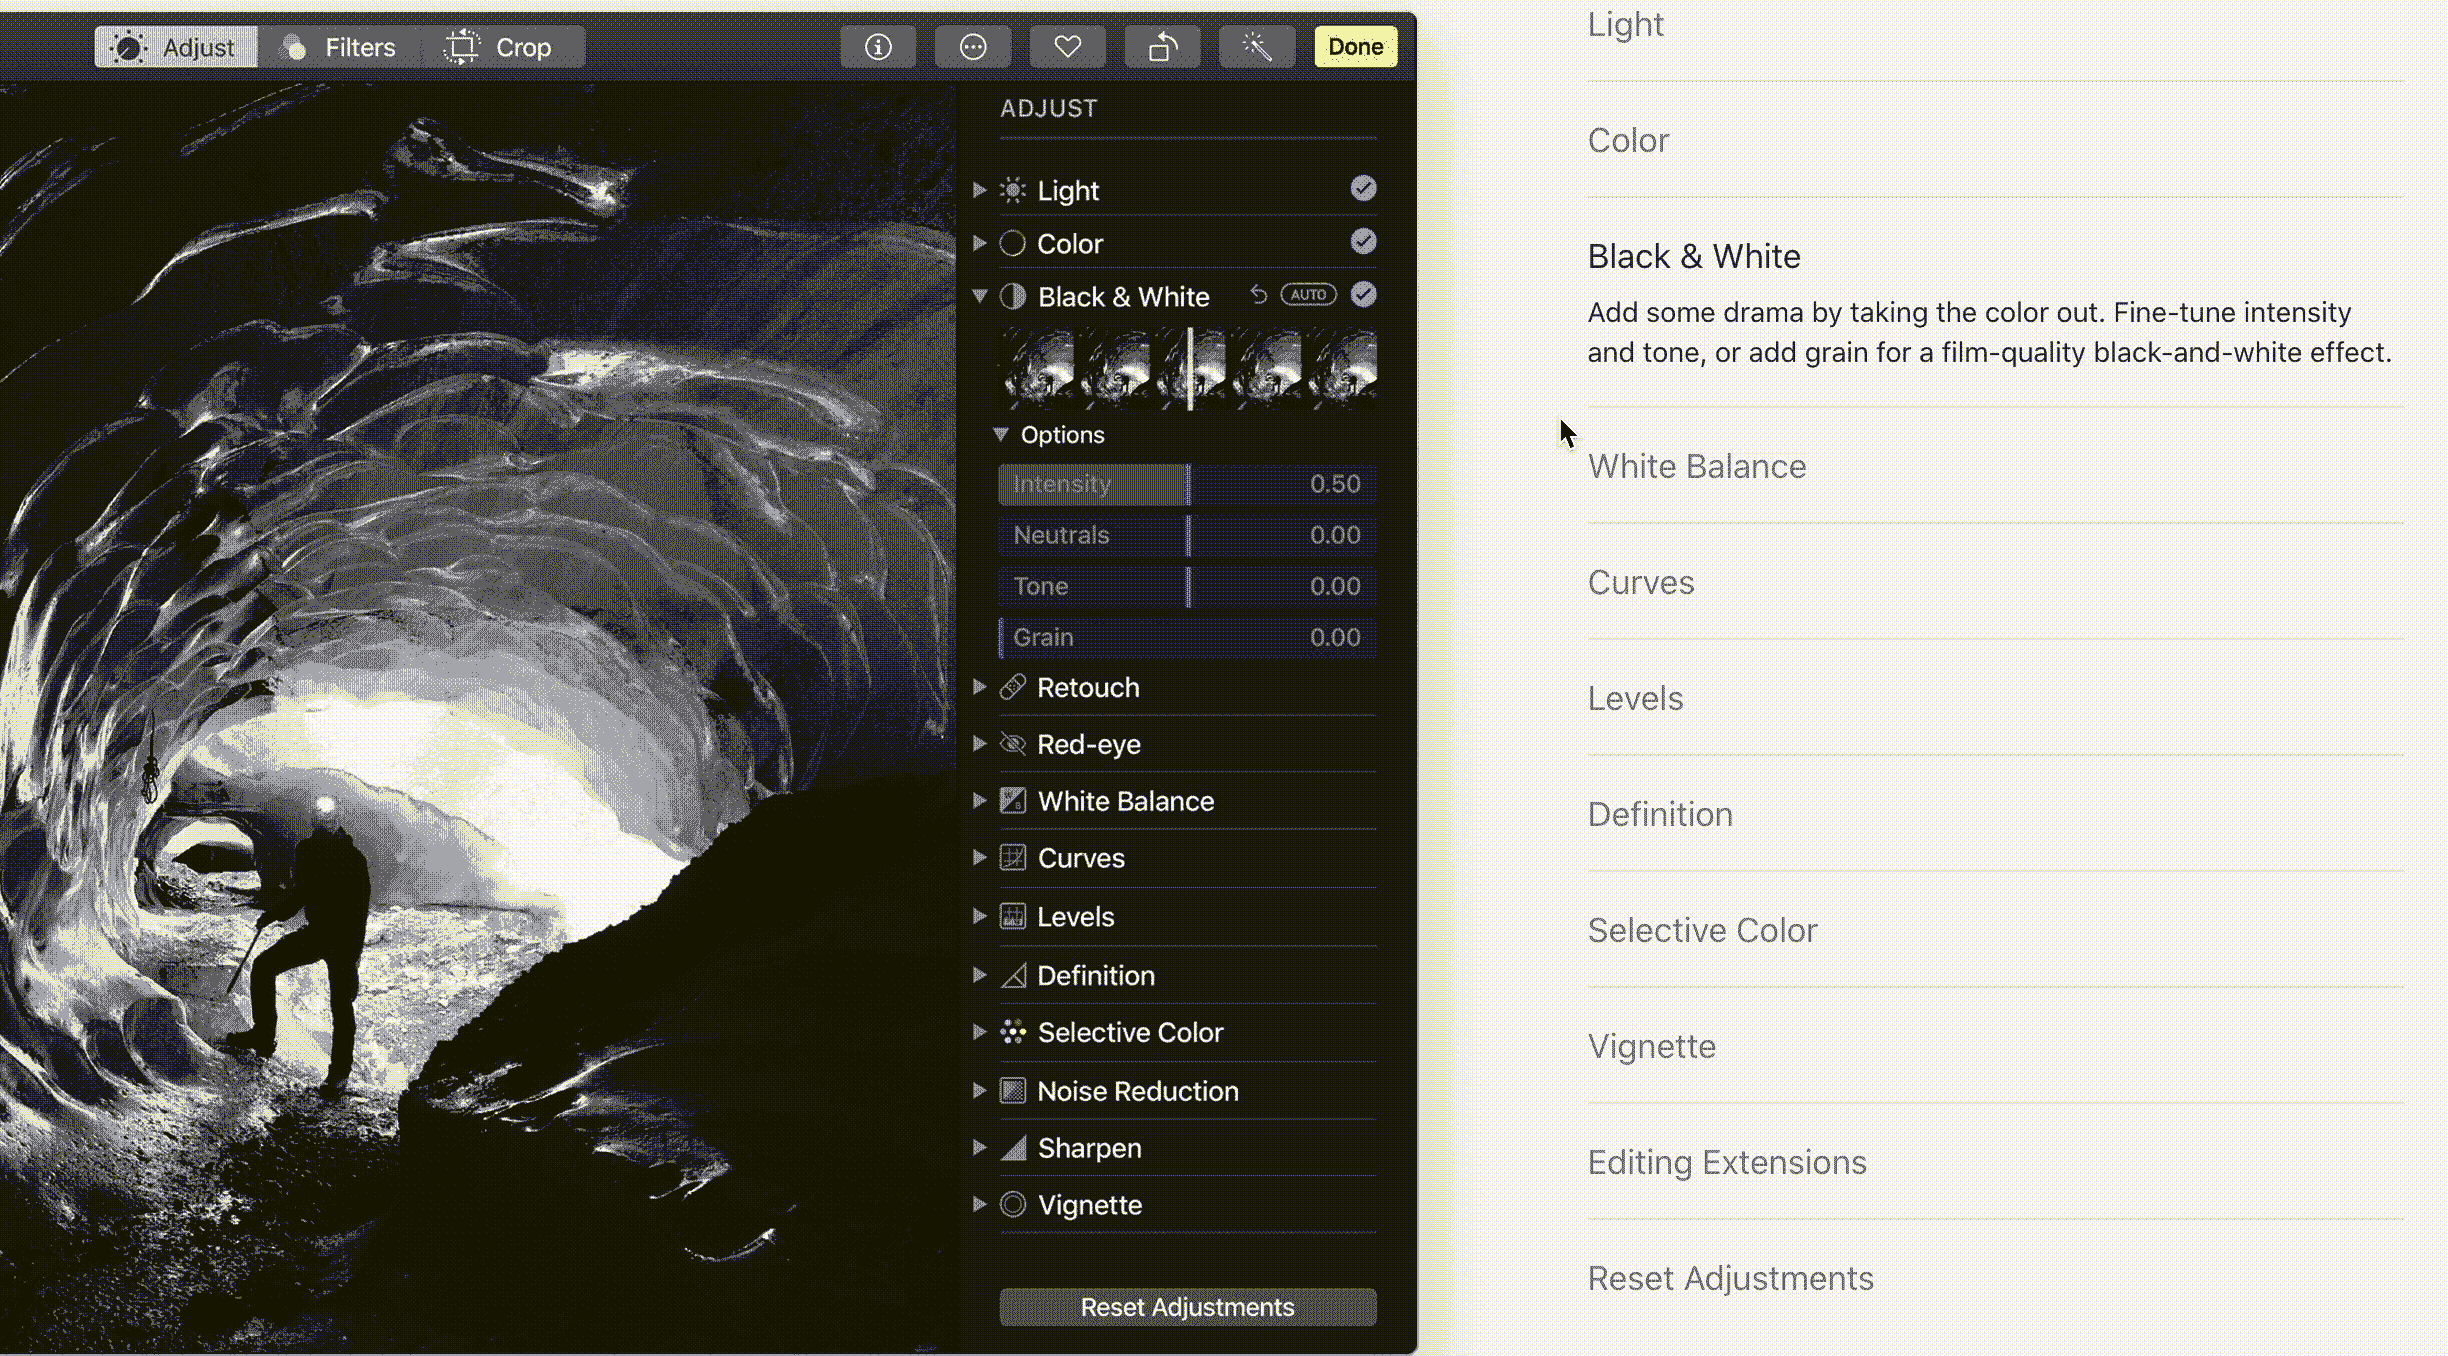 Adjust
Filters
Crop
Done
ADJUST
Light
Color
Black & White
AUTO
Options
Intensity 0.50
Neutrals 0.00
Tone 0.00
Grain 0.00
Retouch
Red-eye
White Balance
Curves
Levels
Definition
Selective Color
Noise Reduction
Sharpen
Vignette
Reset Adjustments
Light
Color
Black & White
Add some drama by taking the color out. Fine-tune intensity
and tone, or add grain for a film-quality black-and-white effect.
White Balance
Curves
Levels
Definition
Selective Color
Vignette
Editing Extensions
Reset Adjustments